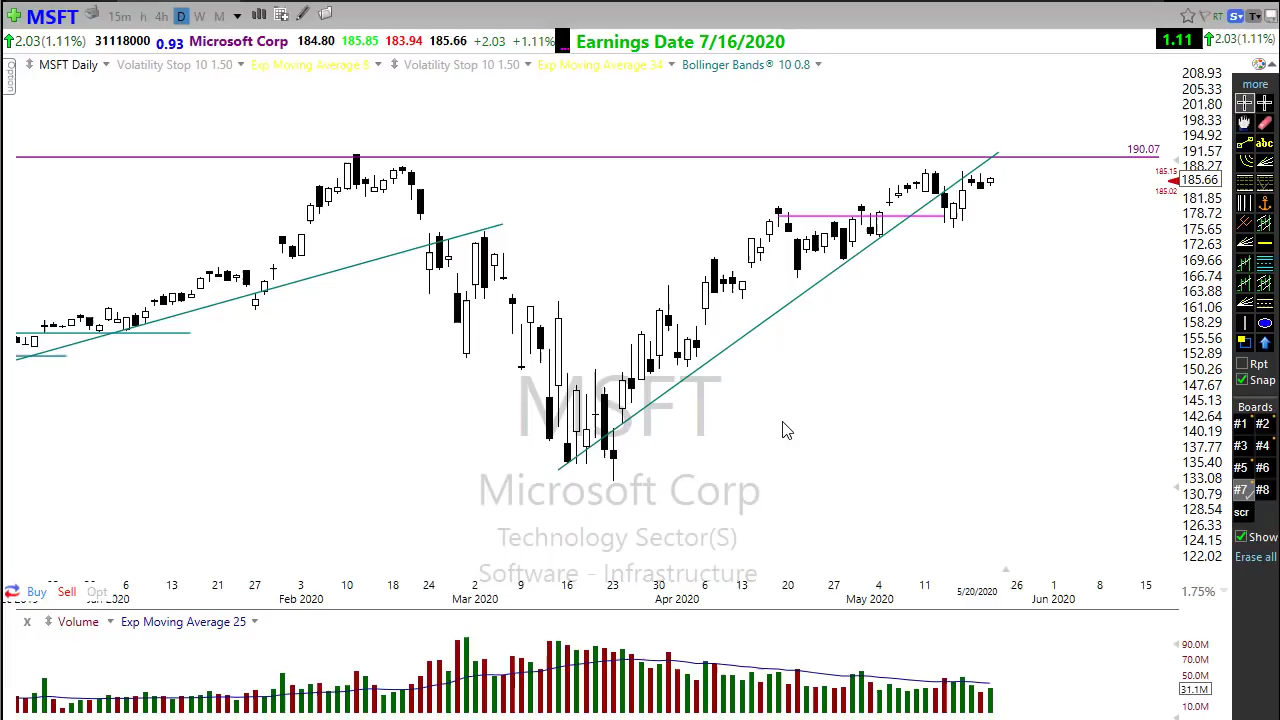 MSFT 15m h 4h D W M RT S T
2.03(1.11%) 31118000 0.93 Microsoft Corp 184.80 185.85 183.94 185.66 +2.03 +1.11% Earnings Date 7/16/2020 1.11 2.03(1.11%)
Option
MSFT Daily Volatility Stop 10 1.50 Exp Moving Average 8 Volatility Stop 10 1.50 Exp Moving Average 34 Bollinger Bands® 10 0.8
208.93
205.33
201.80
198.33
194.92
191.57
190.07
188.27
185.15
185.66
185.02
181.85
178.72
175.65
172.63
169.66
166.74
163.88
161.06
158.29
155.56
152.89
150.26
147.67
145.13
142.64
140.19
137.77
135.40
133.08
130.79
128.54
126.33
124.15
122.02
more
abc
Rpt
Snap
Boards
#1 #2
#3 #4
#5 #6
#7 #8
scr
Show
Erase all
MSFT
Microsoft Corp
Technology Sector(S)
Software - Infrastructure
6 13 21 27 3 10 18 24 2 9 16 23 30 6 13 20 27 4 11 26 1 8 15
Buy Sell Opt 2020 Feb 2020 Mar 2020 Apr 2020 May 2020 5/20/2020 Jun 2020 1.75%
x Volume Exp Moving Average 25
90.0M
70.0M
50.0M
31.1M
10.0M